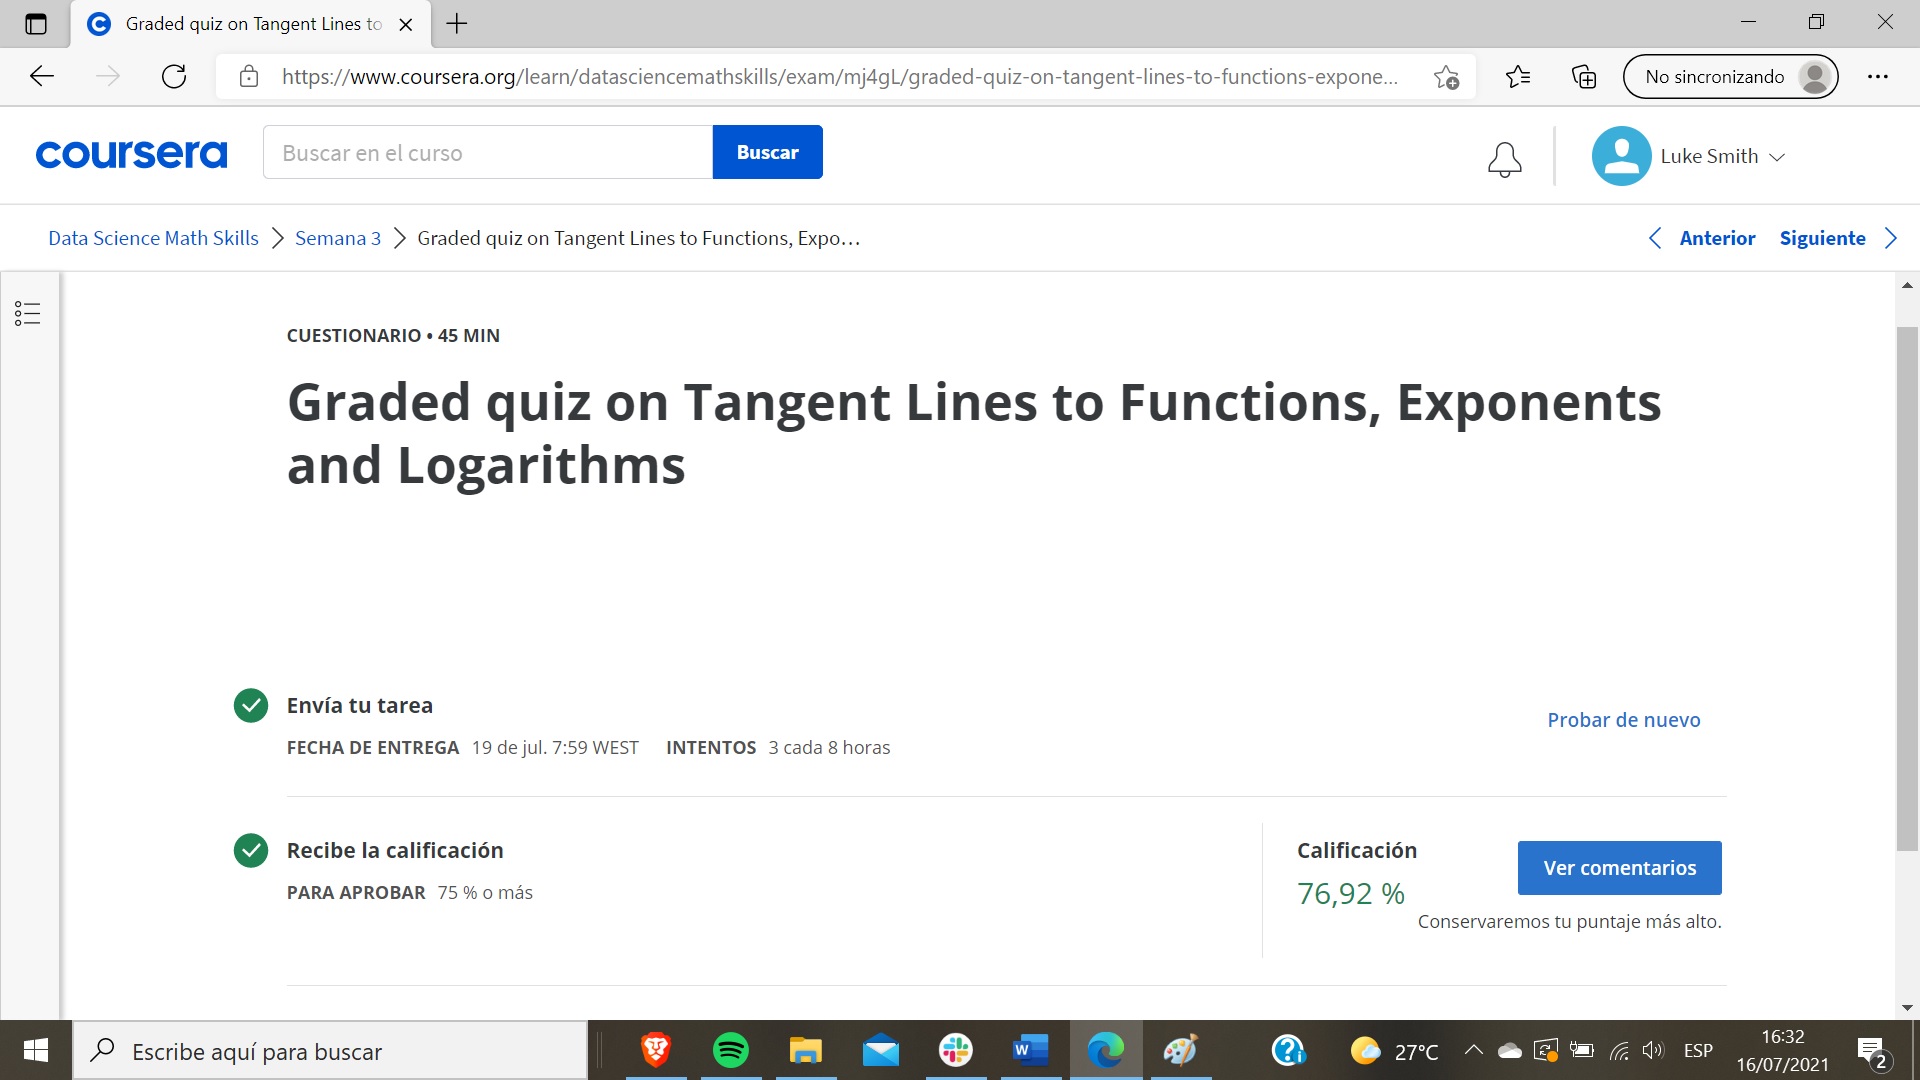 Graded quiz on Tangent Lines to
https://www.coursera.org/learn/datasciencemathskills/exam/mj4gL/graded-quiz-on-tangent-lines-to-functions-expone...
No sincronizando
coursera
Buscar en el curso
Buscar
Luke Smith
Data Science Math Skills
Semana 3
Graded quiz on Tangent Lines to Functions, Expo...
Anterior
Siguiente
CUESTIONARIO • 45 MIN
Graded quiz on Tangent Lines to Functions, Exponents
and Logarithms
Envía tu tarea
FECHA DE ENTREGA 19 de jul. 7:59 WEST INTENTOS 3 cada 8 horas
Probar de nuevo
Recibe la calificación
PARA APROBAR 75 % o más
Calificación
76,92 %
Ver comentarios
Conservaremos tu puntaje más alto.
Escribe aquí para buscar
W
27°C
ESP
16:32
16/07/2021
2